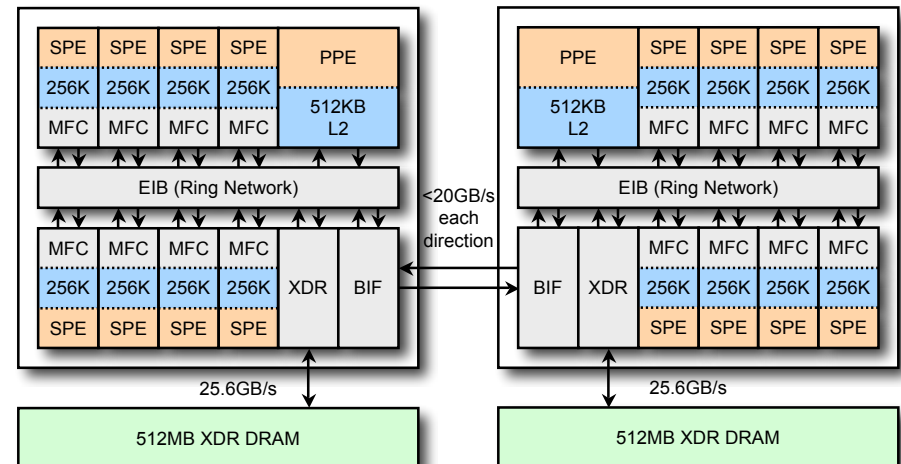 SPE SPE SPE SPE PPE
256K 256K 256K 256K 512KB
L2
MFC MFC MFC MFC
EIB (Ring Network)
MFC MFC MFC MFC XDR BIF
256K 256K 256K 256K
SPE SPE SPE SPE
25.6GB/s
512MB XDR DRAM
<20GB/s
each
direction
PPE SPE SPE SPE SPE
512KB
L2
256K 256K 256K 256K
MFC MFC MFC MFC
EIB (Ring Network)
BIF XDR MFC MFC MFC MFC
256K 256K 256K 256K
SPE SPE SPE SPE
25.6GB/s
512MB XDR DRAM